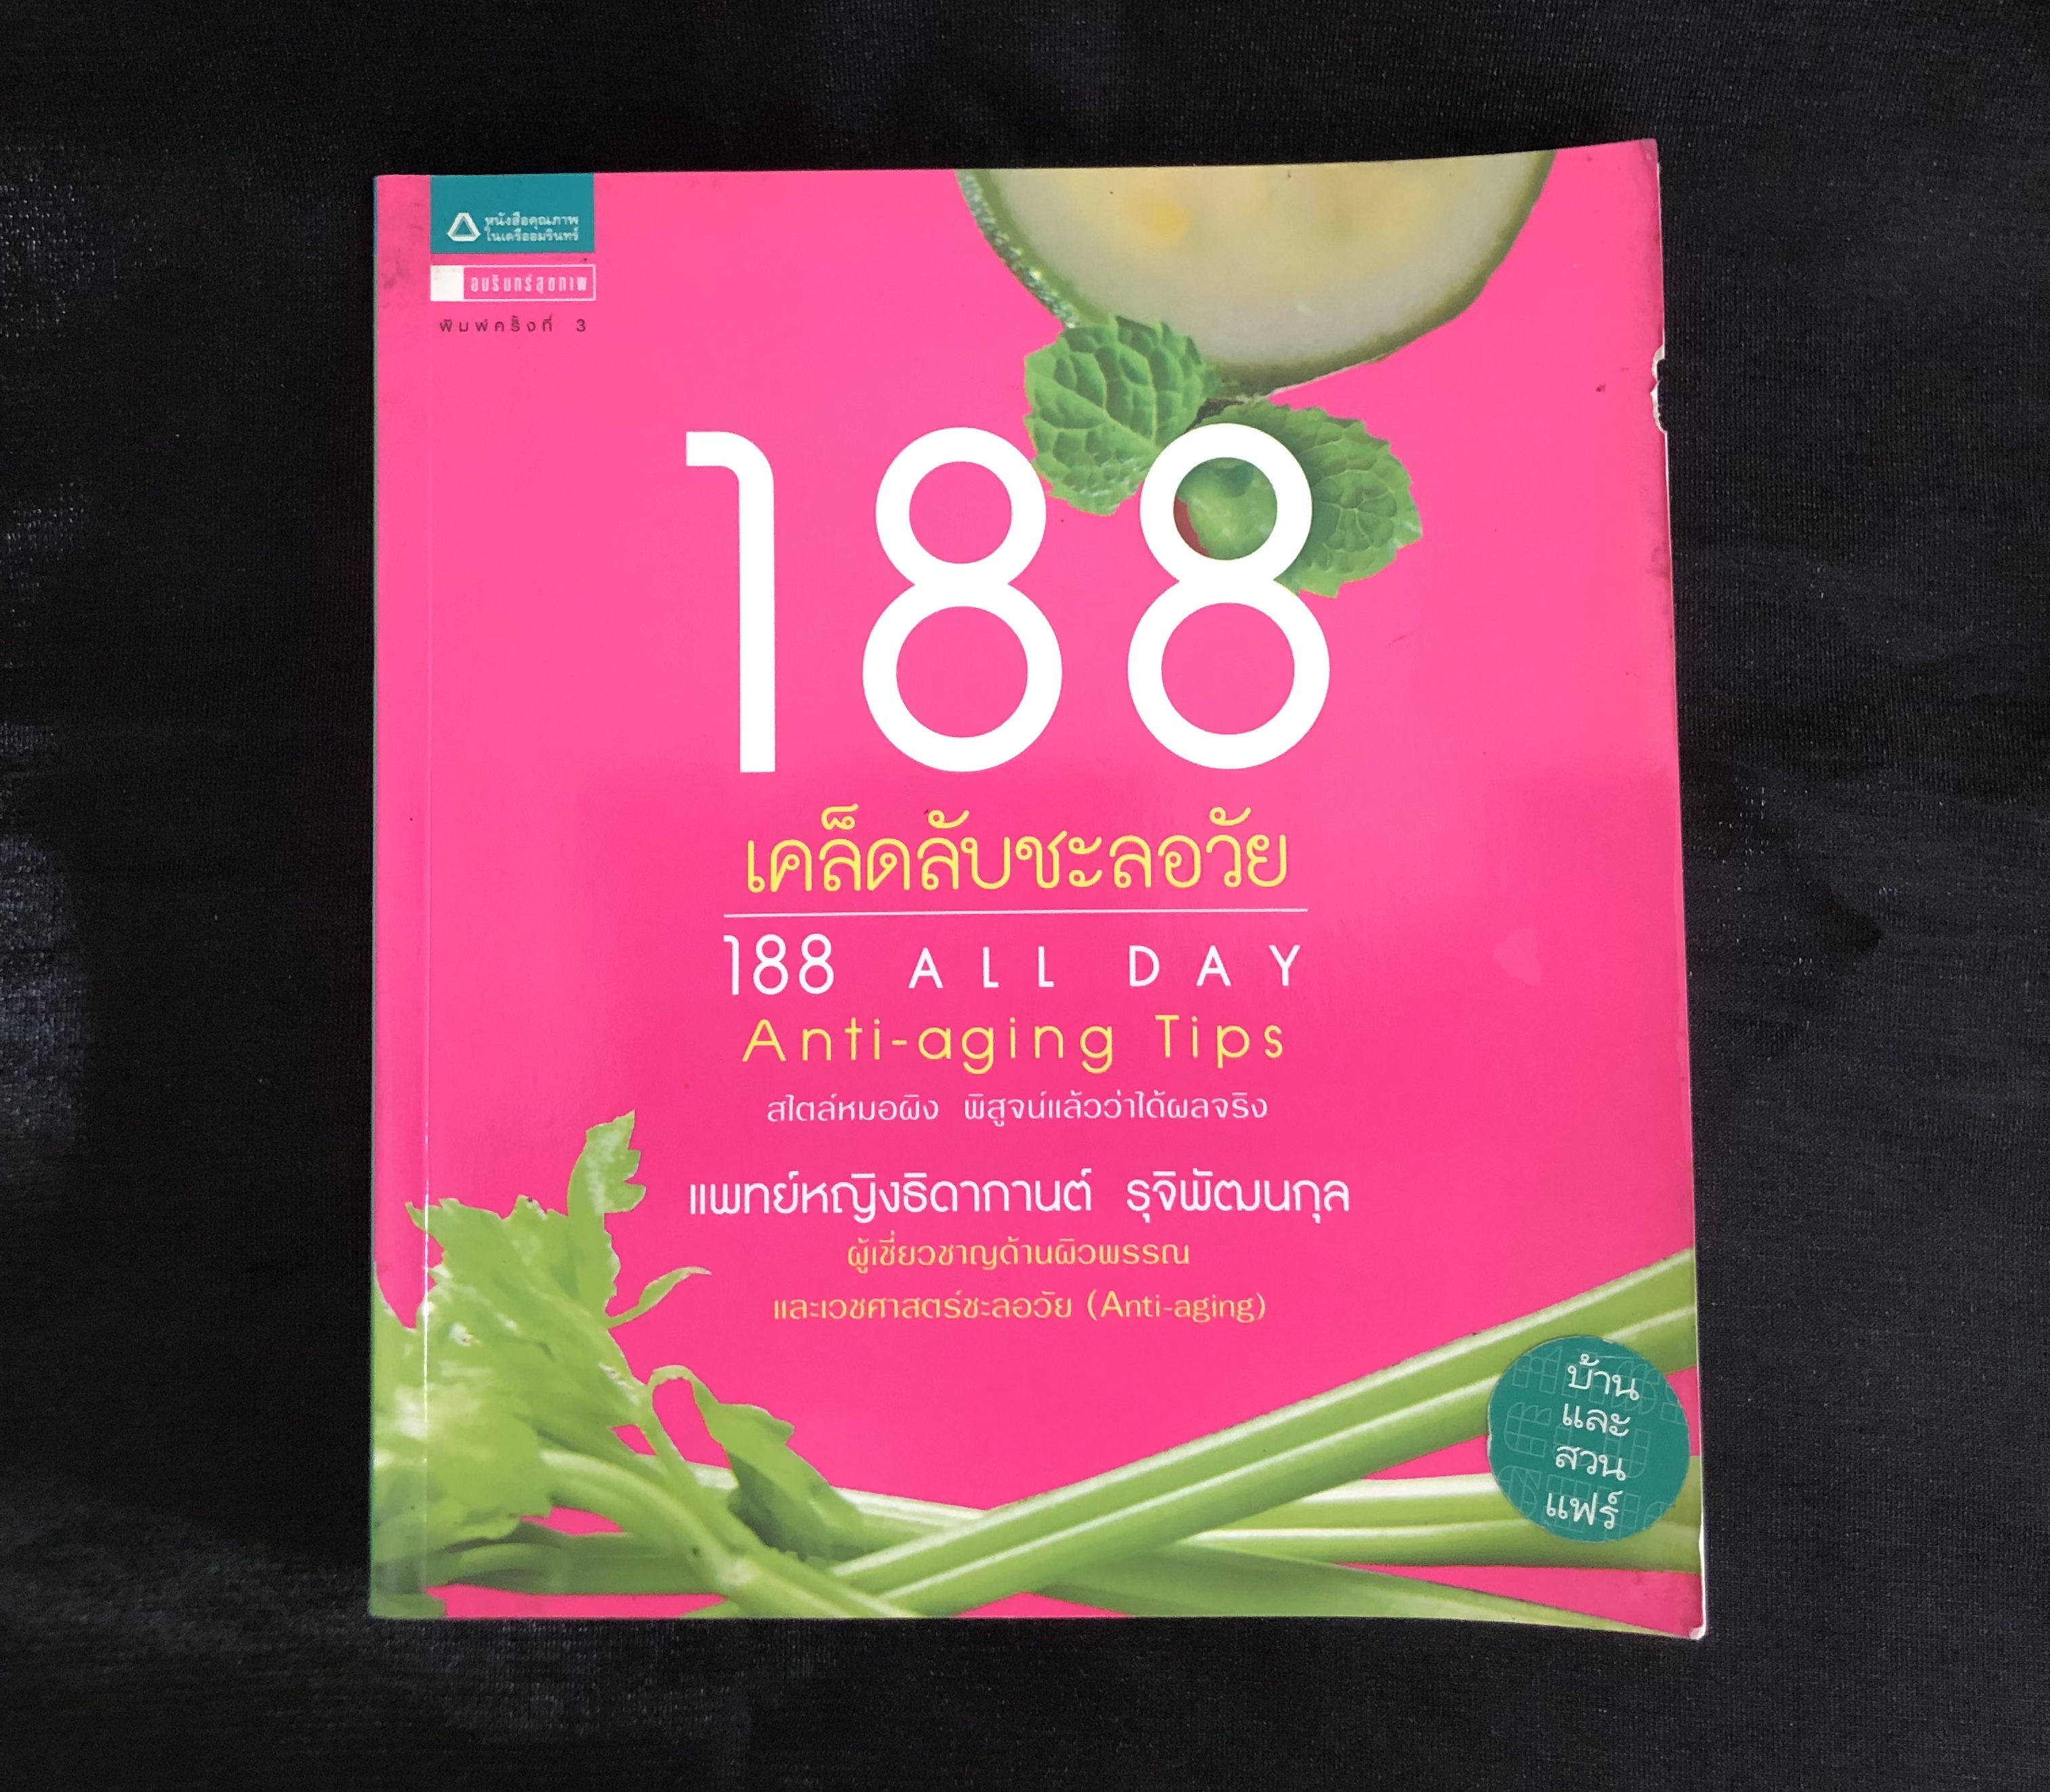 หนังสือคุณภาพ
ในเครืออมรินทร์
อมรินทร์สุขภาพ
พิมพ์ครั้งที่ 3
188
เคล็ดลับชะลอวัย
188 ALL DAY
Anti-aging Tips
สไตล์หมอผิง พิสูจน์แล้วว่าได้ผลจริง
แพทย์หญิงธิดากานต์ รุจิพัฒนกุล
ผู้เชี่ยวชาญด้านผิวพรรณ
และเวชศาสตร์ชะลอวัย (Anti-aging)
บ้าน
และ
สวน
แฟร์